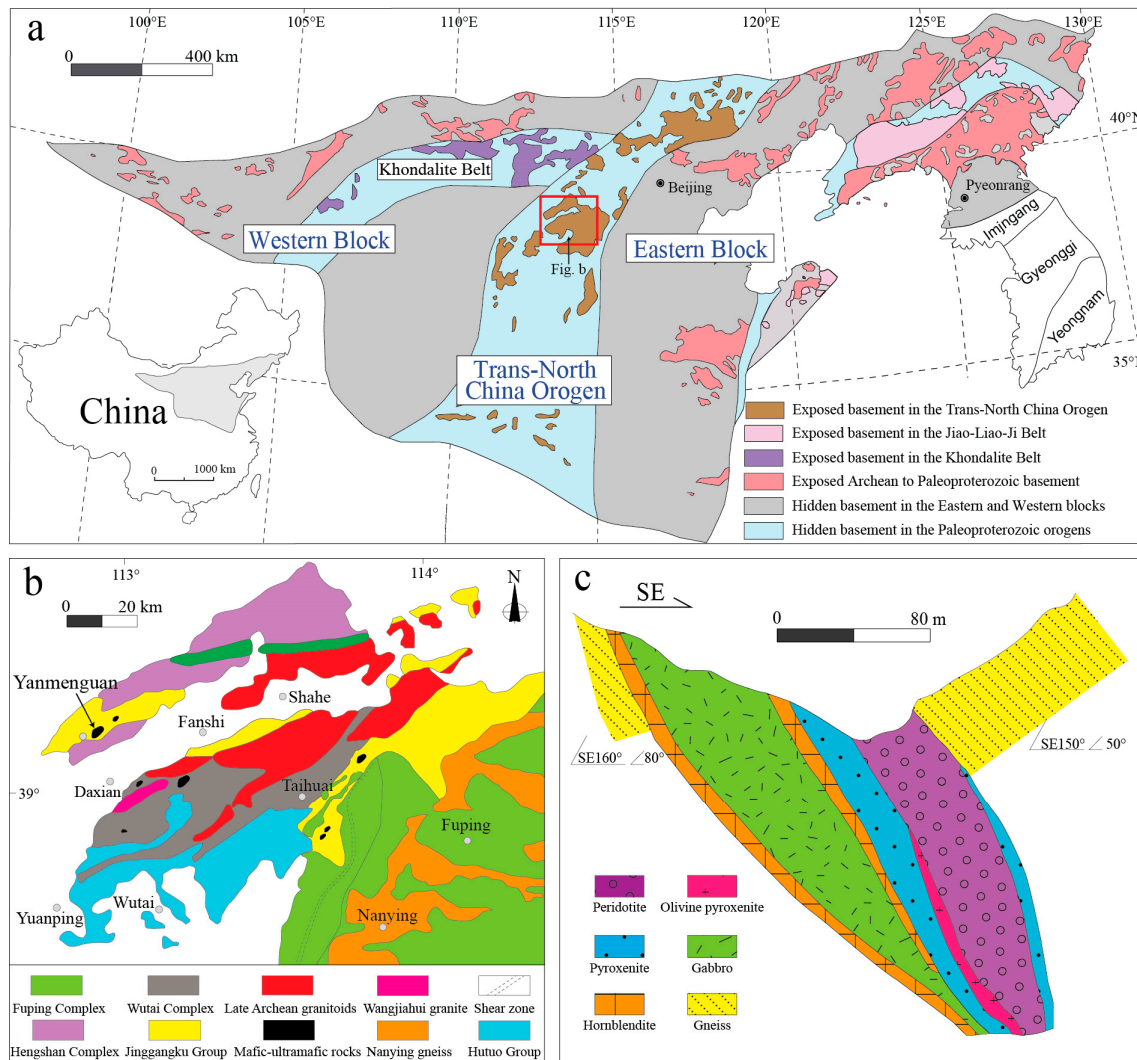 100°E
105°E
110°E
115°E
120°E
125°E
130°E
a
0 400 km
40°N
Khondalite Belt
Beijing
Pyeonrang
Western Block
Eastern Block
Fig. b
Imjngang
Gyeonggi
Yeongnam
35°N
Trans-North
China Orogen
China
0 1000 km
Exposed basement in the Trans-North China Orogen
Exposed basement in the Jiao-Liao-Ji Belt
Exposed basement in the Khondalite Belt
Exposed Archean to Paleoproterozoic basement
Hidden basement in the Eastern and Western blocks
Hidden basement in the Paleoproterozoic orogens
b
113°
114°
N
0 20 km
Yanmenguan
Shahe
Fanshi
Daxian
Taihuai
39°
Fuping
Yuanping
Wutai
Nanying
Fuping Complex
Wutai Complex
Late Archean granitoids
Wangjiahui granite
Shear zone
Hengshan Complex
Jinggangku Group
Mafic-ultramafic rocks
Nanying gneiss
Hutuo Group
c
SE
0 80 m
SE160° 80°
SE150° 50°
Peridotite
Olivine pyroxenite
Pyroxenite
Gabbro
Hornblendite
Gneiss